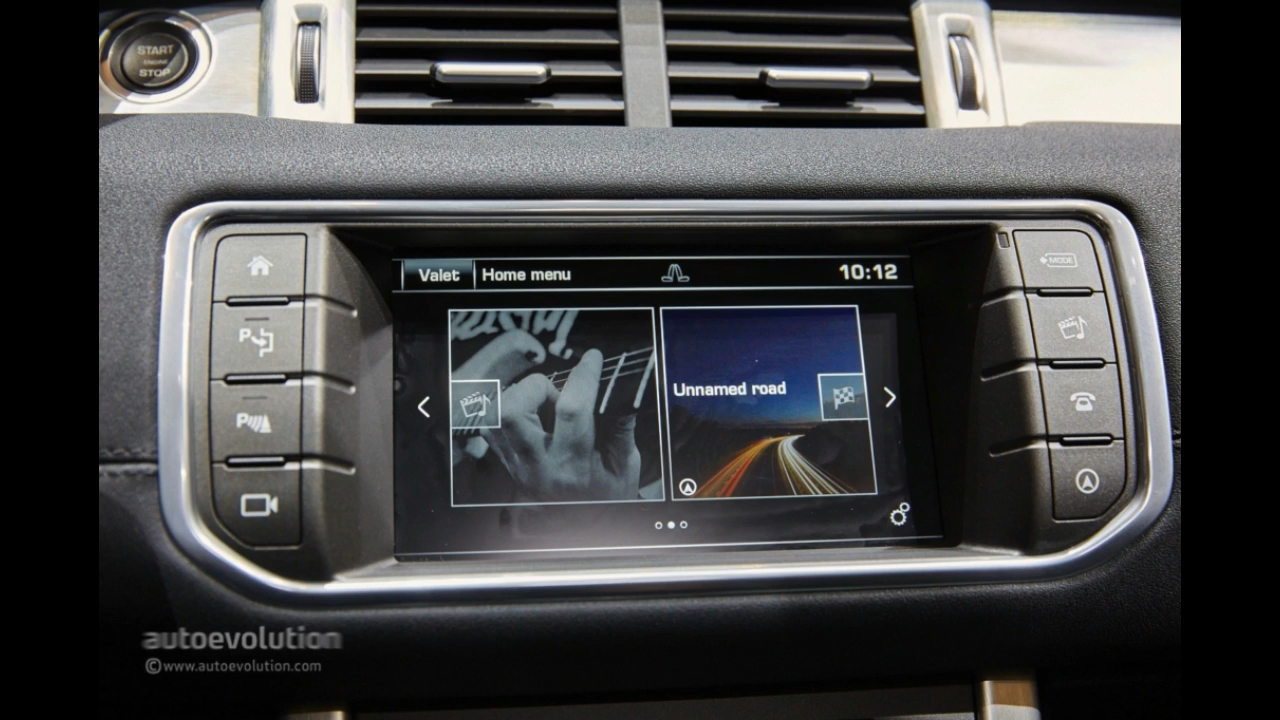 START
ENGINE
STOP
Valet
Home menu
10:12
MODE
P
Unnamed road
P
autoevolution
©www.autoevolution.com